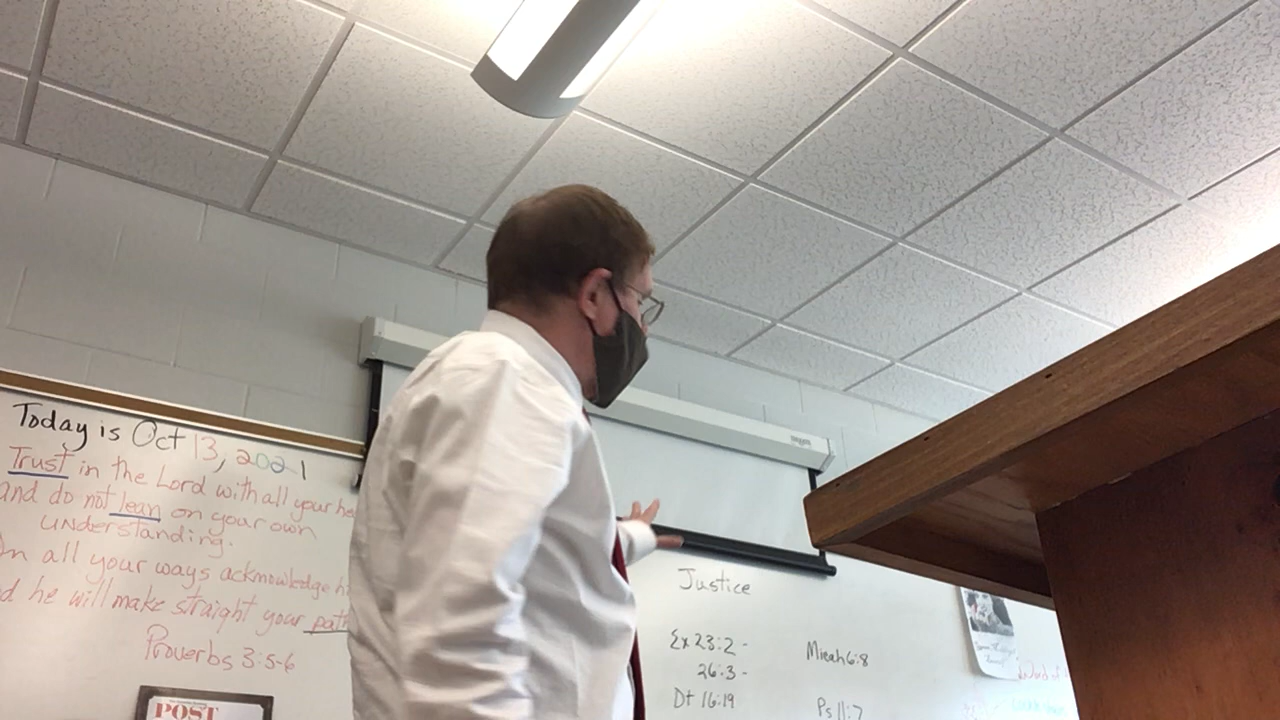 Today is Oct 13, 2021
Trust in the Lord with all your
and do not lean on your own
understanding.
In all your ways acknowledge
he will make straight your path
Proverbs 3:5-6
POST
Justice
Ex 23:2 -
26:3 -
Dt 16:19
Micah 6:8
Ps 11:7